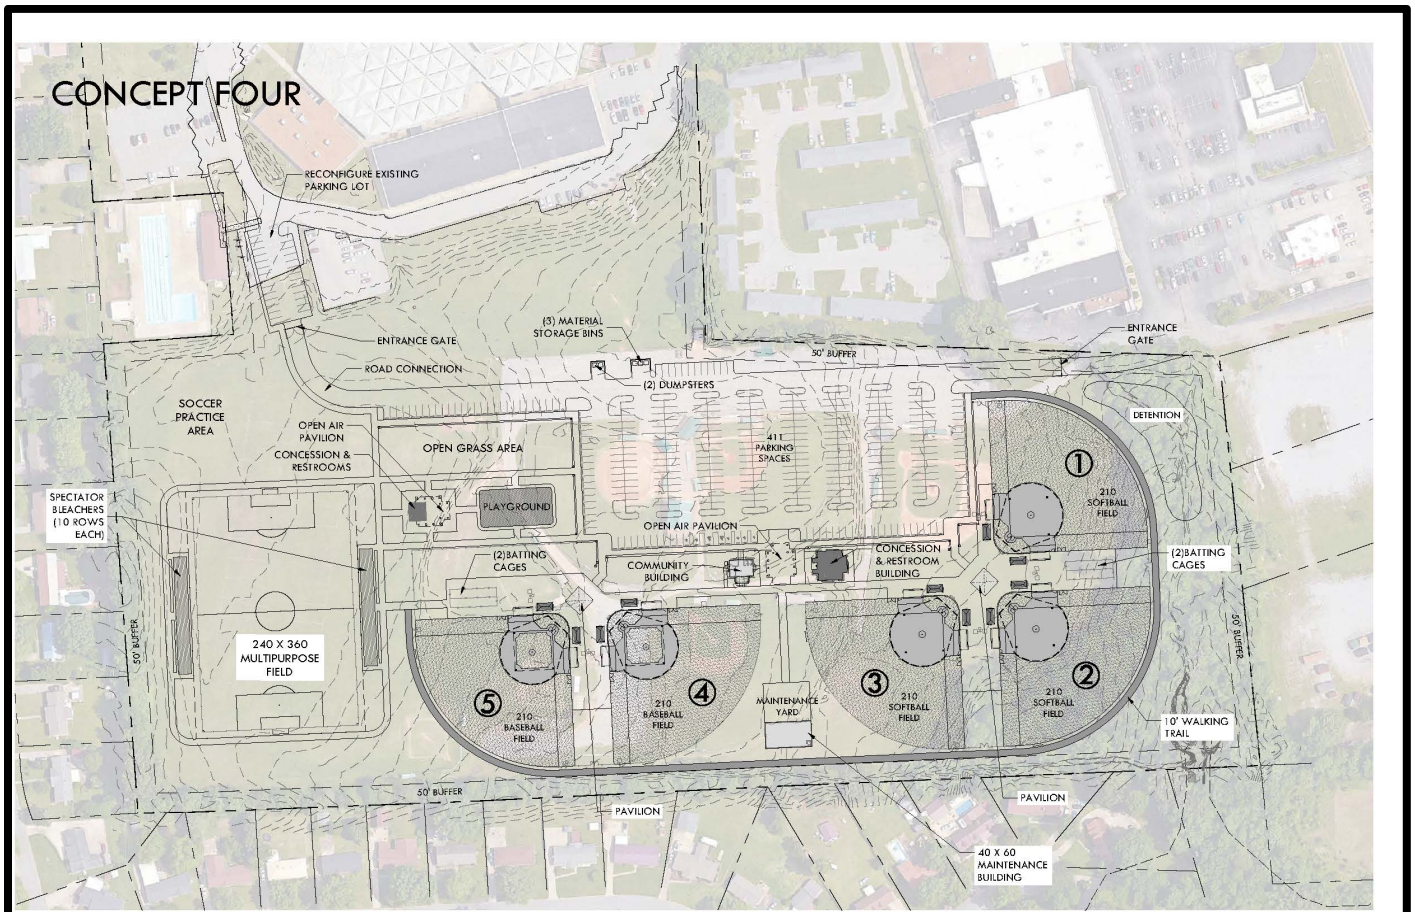 CONCEPT FOUR
RECONFIGURE EXISTING
PARKING LOT
(3) MATERIAL
STORAGE BINS
ENTRANCE GATE
ENTRANCE
GATE
50' BUFFER
ROAD CONNECTION
(2) DUMPSTERS
SOCCER
PRACTICE
AREA
OPEN AIR
PAVILION
CONCESSION &
RESTROOMS
OPEN GRASS AREA
411
PARKING
SPACES
DETENTION
1
210
SOFTBALL
FIELD
SPECTATOR
BLEACHERS
(10 ROWS
EACH)
PLAYGROUND
OPEN AIR PAVILION
(2)BATTING
CAGES
COMMUNITY
BUILDING
CONCESSION
& RESTROOM
BUILDING
(2)BATTING
CAGES
50' BUFFER
240 X 360
MULTIPURPOSE
FIELD
50' BUFFER
5
210
BASEBALL
FIELD
4
210
BASEBALL
FIELD
MAINTENANCE
YARD
3
210
SOFTBALL
FIELD
2
210
SOFTBALL
FIELD
10' WALKING
TRAIL
50' BUFFER
PAVILION
PAVILION
40 X 60
MAINTENANCE
BUILDING